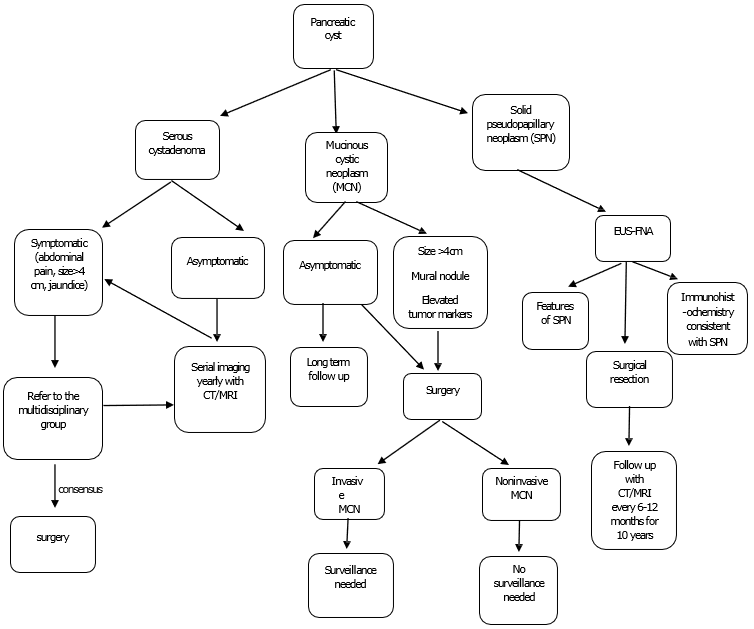 Pancreatic
cyst
Serous
cystadenoma
Mucinous
cystic
neoplasm
(MCN)
Solid
pseudopapillary
neoplasm (SPN)
Symptomatic
(abdominal
pain, size>4
cm, jaundice)
Asymptomatic
Asymptomatic
Size >4cm
Mural nodule
Elevated
tumor markers
EUS-FNA
Features
of SPN
Immunohist
-ochemistry
consistent
with SPN
Serial imaging
yearly with
CT/MRI
Long term
follow up
Surgical
resection
Refer to the
multidisciplinary
group
Surgery
consensus
surgery
Invasiv
e
MCN
Noninvasive
MCN
Follow up
with
CT/MRI
every 6-12
months for
10 years
Surveillance
needed
No
surveillance
needed